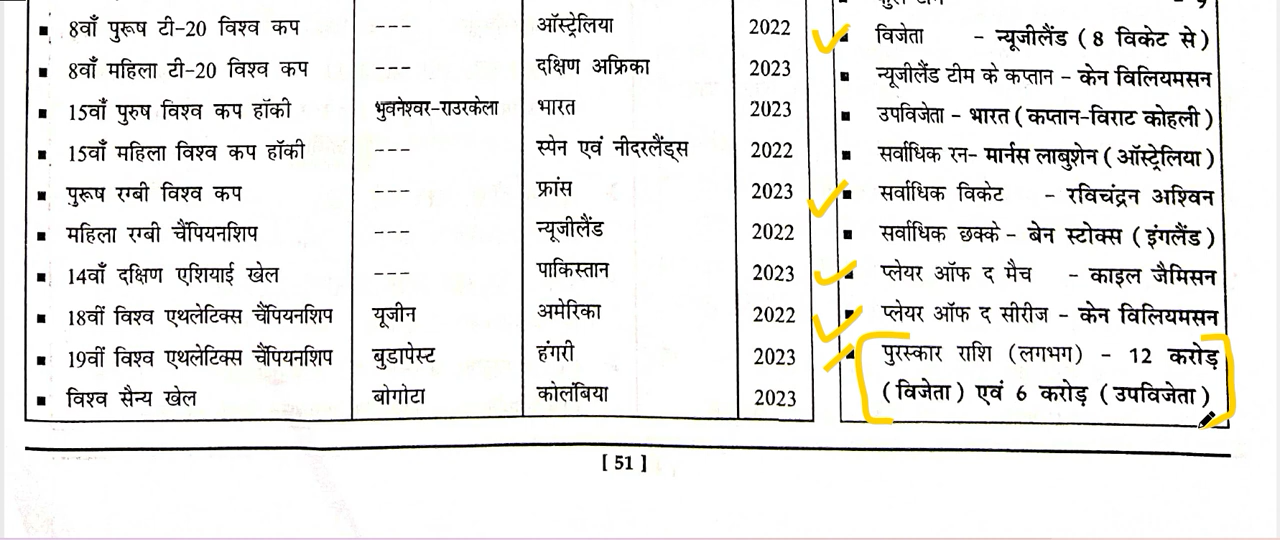 ■ 8वाँ पुरूष टी-20 विश्व कप --- ऑस्ट्रेलिया 2022
■ 8वाँ महिला टी-20 विश्व कप --- दक्षिण अफ्रिका 2023
■ 15वाँ पुरुष विश्व कप हॉकी भुवनेश्वर-राउरकेला भारत 2023
■ 15वाँ महिला विश्व कप हॉकी --- स्पेन एवं नीदरलैंड्स 2022
■ पुरूष रग्बी विश्व कप --- फ्रांस 2023
■ महिला रग्बी चैंपियनशिप --- न्यूजीलैंड 2022
■ 14वाँ दक्षिण एशियाई खेल --- पाकिस्तान 2023
■ 18वीं विश्व एथलेटिक्स चैंपियनशिप यूजीन अमेरिका 2022
■ 19वीं विश्व एथलेटिक्स चैंपियनशिप बुडापेस्ट हंगरी 2023
■ विश्व सैन्य खेल बोगोटा कोलंबिया 2023
■ विजेता - न्यूजीलैंड (8 विकेट से)
■ न्यूजीलैंड टीम के कप्तान - केन विलियमसन
■ उपविजेता - भारत (कप्तान-विराट कोहली)
■ सर्वाधिक रन- मार्नस लाबुशेन (ऑस्ट्रेलिया)
■ सर्वाधिक विकेट - रविचंद्रन अश्विन
■ सर्वाधिक छक्के - बेन स्टोक्स (इंगलैंड)
■ प्लेयर ऑफ द मैच - काइल जैमिसन
■ प्लेयर ऑफ द सीरीज - केन विलियमसन
■ पुरस्कार राशि (लगभग) - 12 करोड़
(विजेता) एवं 6 करोड़ (उपविजेता)
[ 51 ]